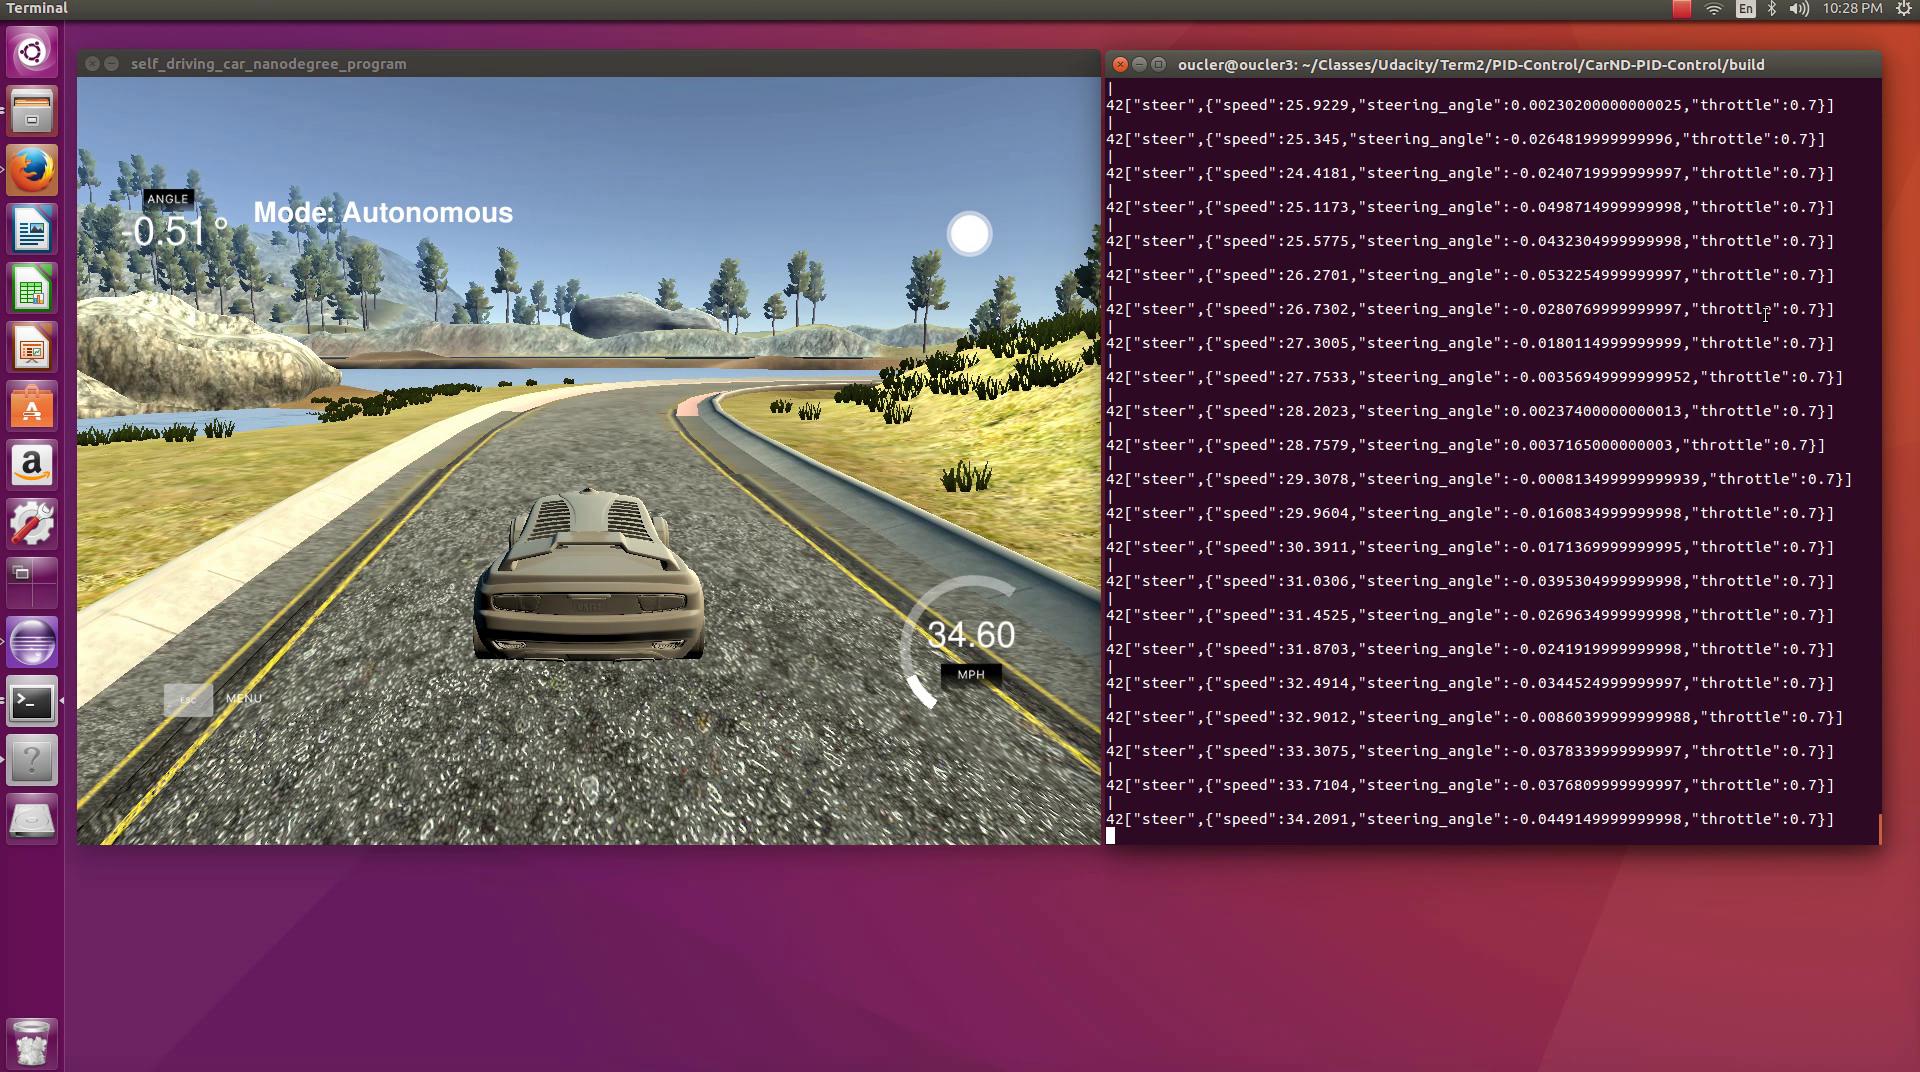 Terminal
En
10:28 PM
self_driving_car_nanodegree_program
ANGLE
-0.51°
Mode: Autonomous
34.60
MPH
ESC
MENU
oucler@oucler3: ~/Classes/Udacity/Term2/PID-Control/CarND-PID-Control/build
|
42["steer",{"speed":25.9229,"steering_angle":0.00230200000000025,"throttle":0.7}]
|
42["steer",{"speed":25.345,"steering_angle":-0.0264819999999996,"throttle":0.7}]
|
42["steer",{"speed":24.4181,"steering_angle":-0.0240719999999997,"throttle":0.7}]
|
42["steer",{"speed":25.1173,"steering_angle":-0.0498714999999998,"throttle":0.7}]
|
42["steer",{"speed":25.5775,"steering_angle":-0.0432304999999998,"throttle":0.7}]
|
42["steer",{"speed":26.2701,"steering_angle":-0.0532254999999997,"throttle":0.7}]
|
42["steer",{"speed":26.7302,"steering_angle":-0.0280769999999997,"throttle":0.7}]
|
42["steer",{"speed":27.3005,"steering_angle":-0.0180114999999999,"throttle":0.7}]
|
42["steer",{"speed":27.7533,"steering_angle":-0.00356949999999952,"throttle":0.7}]
|
42["steer",{"speed":28.2023,"steering_angle":0.00237400000000013,"throttle":0.7}]
|
42["steer",{"speed":28.7579,"steering_angle":0.0037165000000003,"throttle":0.7}]
|
42["steer",{"speed":29.3078,"steering_angle":-0.000813499999999939,"throttle":0.7}]
|
42["steer",{"speed":29.9604,"steering_angle":-0.0160834999999998,"throttle":0.7}]
|
42["steer",{"speed":30.3911,"steering_angle":-0.0171369999999995,"throttle":0.7}]
|
42["steer",{"speed":31.0306,"steering_angle":-0.0395304999999998,"throttle":0.7}]
|
42["steer",{"speed":31.4525,"steering_angle":-0.0269634999999998,"throttle":0.7}]
|
42["steer",{"speed":31.8703,"steering_angle":-0.0241919999999998,"throttle":0.7}]
|
42["steer",{"speed":32.4914,"steering_angle":-0.0344524999999997,"throttle":0.7}]
|
42["steer",{"speed":32.9012,"steering_angle":-0.00860399999999988,"throttle":0.7}]
|
42["steer",{"speed":33.3075,"steering_angle":-0.0378339999999997,"throttle":0.7}]
|
42["steer",{"speed":33.7104,"steering_angle":-0.0376809999999997,"throttle":0.7}]
|
42["steer",{"speed":34.2091,"steering_angle":-0.0449149999999998,"throttle":0.7}]